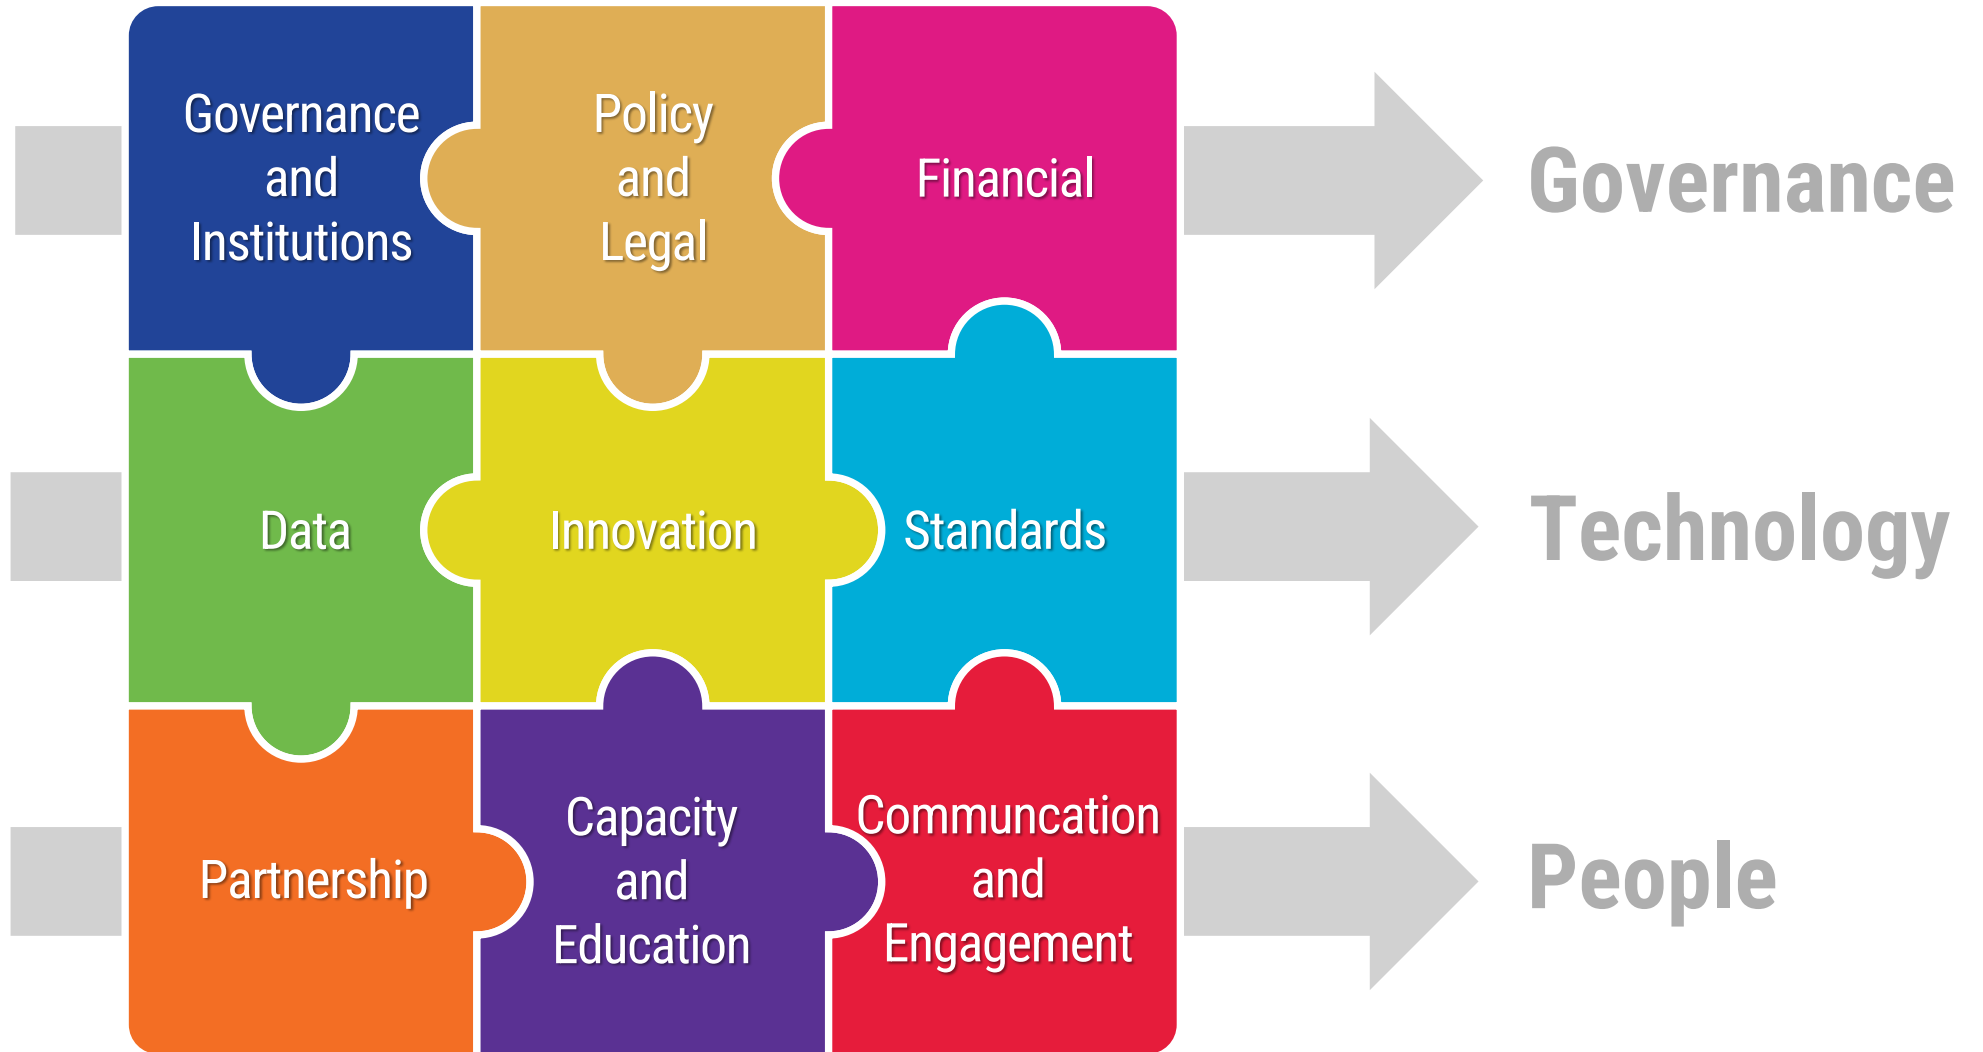 Governance
and
Institutions
Policy
and
Legal
Financial
Governance
Data
Innovation
Standards
Technology
Partnership
Capacity
and
Education
Communcation
and
Engagement
People